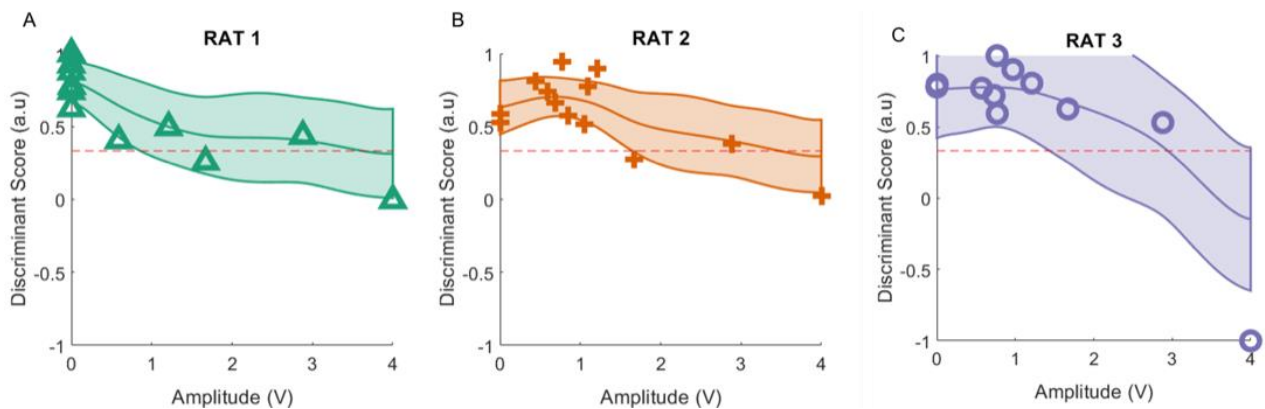 A
RAT 1
Discriminant Score (a.u)
1
0.5
0
-0.5
-1
0 1 2 3 4
Amplitude (V)
B
RAT 2
Discriminant Score (a.u)
1
0.5
0
-0.5
-1
0 1 2 3 4
Amplitude (V)
C
RAT 3
Discriminant Score (a.u)
1
0.5
0
-0.5
-1
0 1 2 3 4
Amplitude (V)